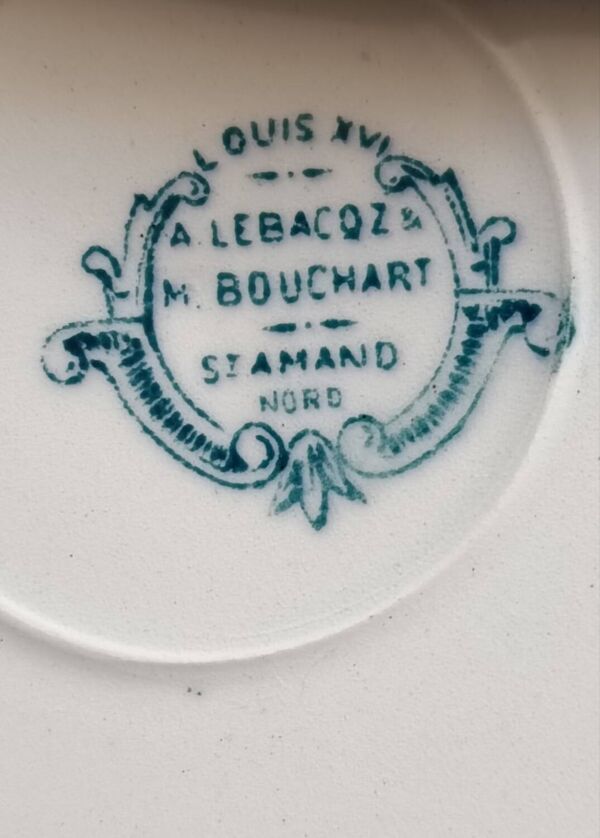 LOUIS XVI
A. LEBACQZ &
M. BOUCHART
ST AMAND
NORD